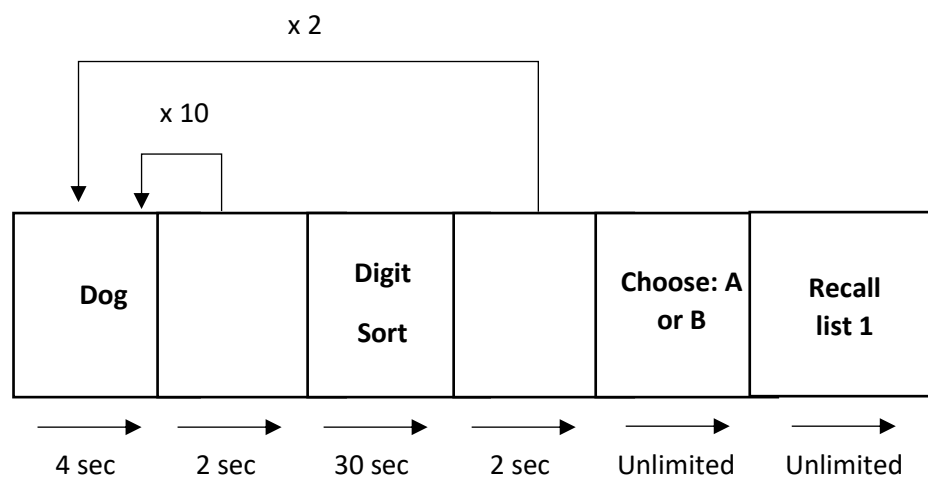 x 2
x 10
Dog
Digit
Sort
Choose: A
or B
Recall
list 1
4 sec
2 sec
30 sec
2 sec
Unlimited
Unlimited